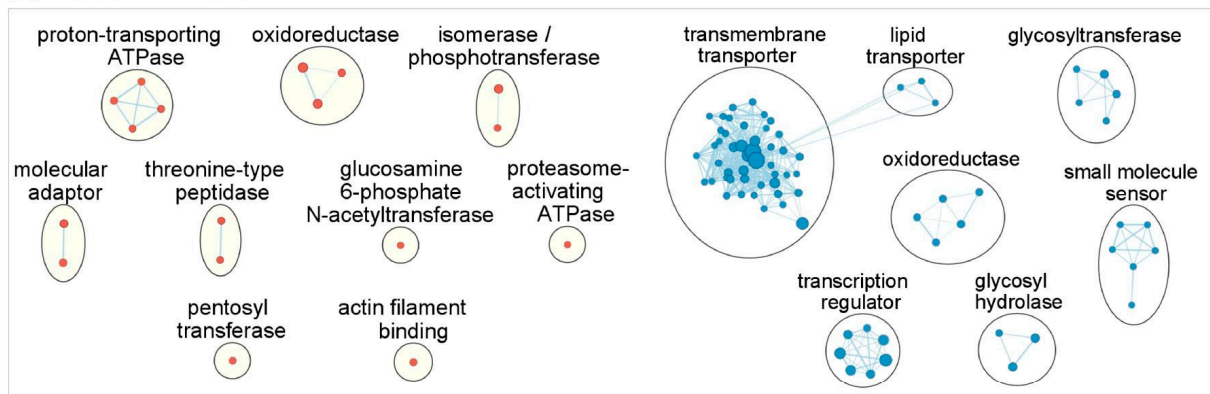 proton-transporting
ATPase
oxidoreductase
isomerase /
phosphotransferase
transmembrane
transporter
lipid
transporter
glycosyltransferase
molecular
adaptor
threonine-type
peptidase
glucosamine
6-phosphate
N-acetyltransferase
proteasome-
activating
ATPase
oxidoreductase
small molecule
sensor
pentosyl
transferase
actin filament
binding
transcription
regulator
glycosyl
hydrolase